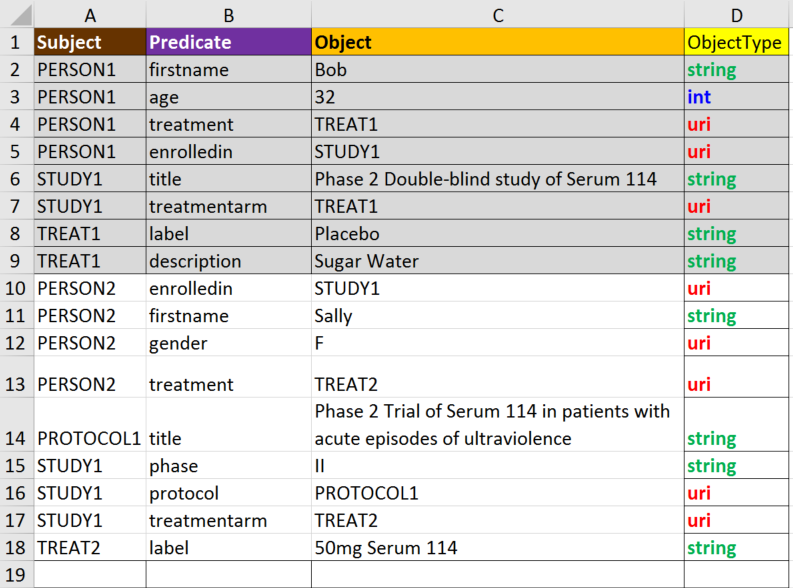 A B C D
1 Subject Predicate Object ObjectType
2 PERSON1 firstname Bob string
3 PERSON1 age 32 int
4 PERSON1 treatment TREAT1 uri
5 PERSON1 enrolledin STUDY1 uri
6 STUDY1 title Phase 2 Double-blind study of Serum 114 string
7 STUDY1 treatmentarm TREAT1 uri
8 TREAT1 label Placebo string
9 TREAT1 description Sugar Water string
10 PERSON2 enrolledin STUDY1 uri
11 PERSON2 firstname Sally string
12 PERSON2 gender F uri
13 PERSON2 treatment TREAT2 uri
Phase 2 Trial of Serum 114 in patients with
14 PROTOCOL1 title acute episodes of ultraviolence string
15 STUDY1 phase II string
16 STUDY1 protocol PROTOCOL1 uri
17 STUDY1 treatmentarm TREAT2 uri
18 TREAT2 label 50mg Serum 114 string
19